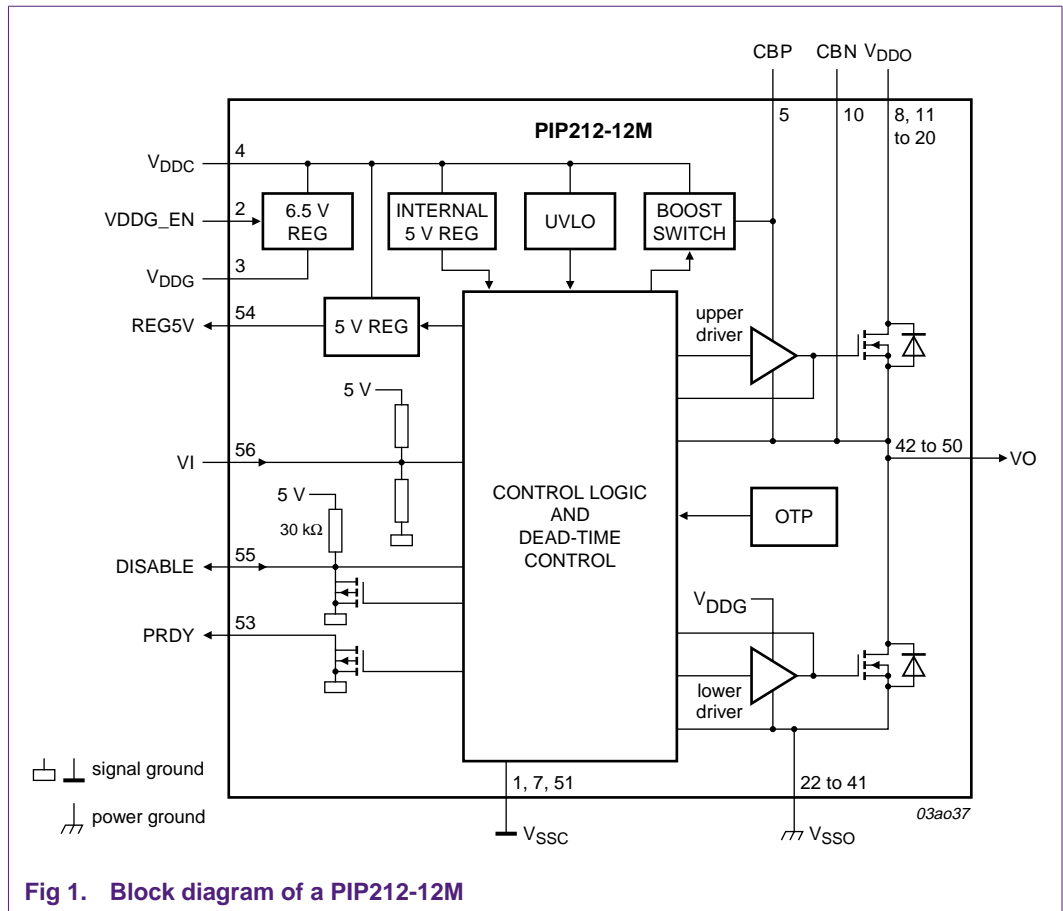 CBP
CBN
VDDO
5
10
8, 11
to 20
PIP212-12M
VDDC
4
VDDG_EN
2
6.5 V
REG
INTERNAL
5 V REG
UVLO
BOOST
SWITCH
VDDG
3
REG5V
54
5 V REG
upper
driver
5 V
VI
56
42 to 50
VO
5 V
30 kΩ
CONTROL LOGIC
AND
DEAD-TIME
CONTROL
OTP
DISABLE
55
VDDG
PRDY
53
lower
driver
signal ground
1, 7, 51
22 to 41
power ground
VSSC
VSSO
03ao37
Fig 1. Block diagram of a PIP212-12M